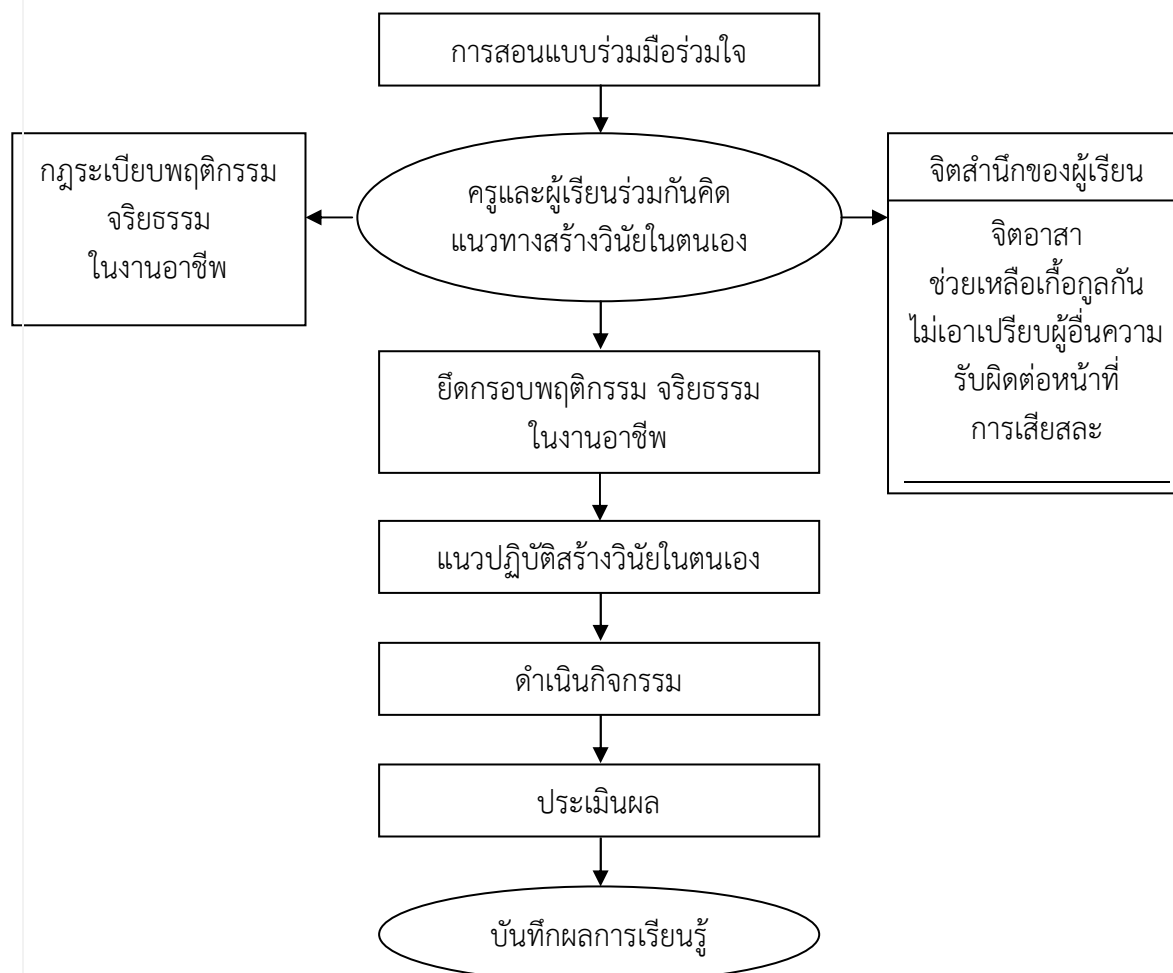 การสอนแบบร่วมมือร่วมใจ
กฎระเบียบพฤติกรรม
จริยธรรม
ในงานอาชีพ
ครูและผู้เรียนร่วมกันคิด
แนวทางสร้างวินัยในตนเอง
จิตสำนึกของผู้เรียน
จิตอาสา
ช่วยเหลือเกื้อกูลกัน
ไม่เอาเปรียบผู้อื่นความ
รับผิดต่อหน้าที่
การเสียสละ
ยึดกรอบพฤติกรรม จริยธรรม
ในงานอาชีพ
แนวปฏิบัติสร้างวินัยในตนเอง
ดำเนินกิจกรรม
ประเมินผล
บันทึกผลการเรียนรู้